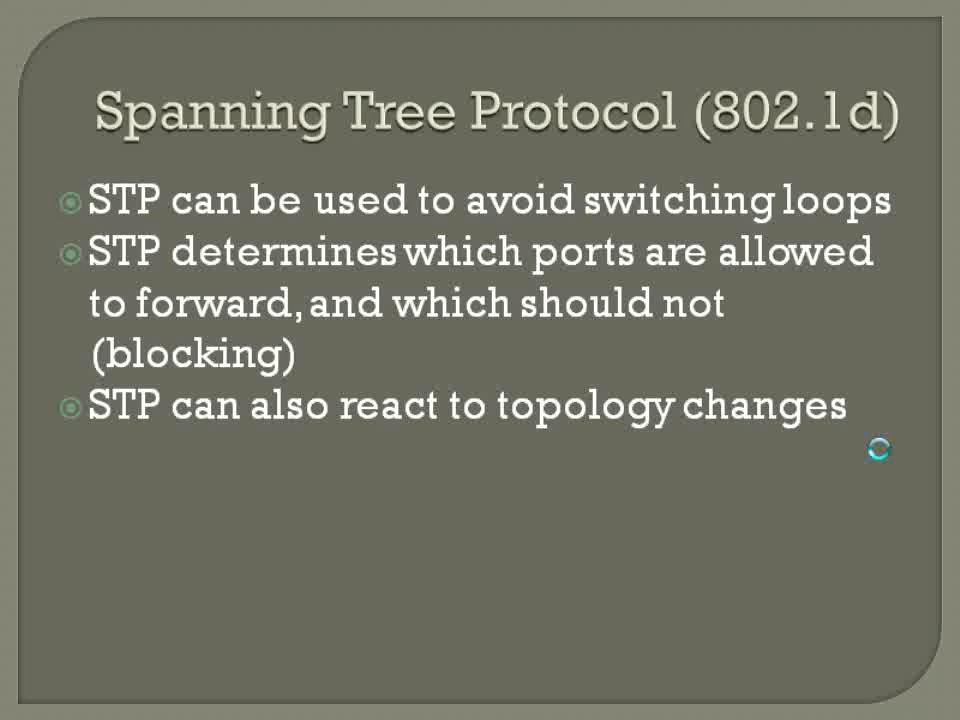 Spanning Tree Protocol (802.1d)
STP can be used to avoid switching loops
STP determines which ports are allowed
to forward, and which should not
(blocking)
STP can also react to topology changes